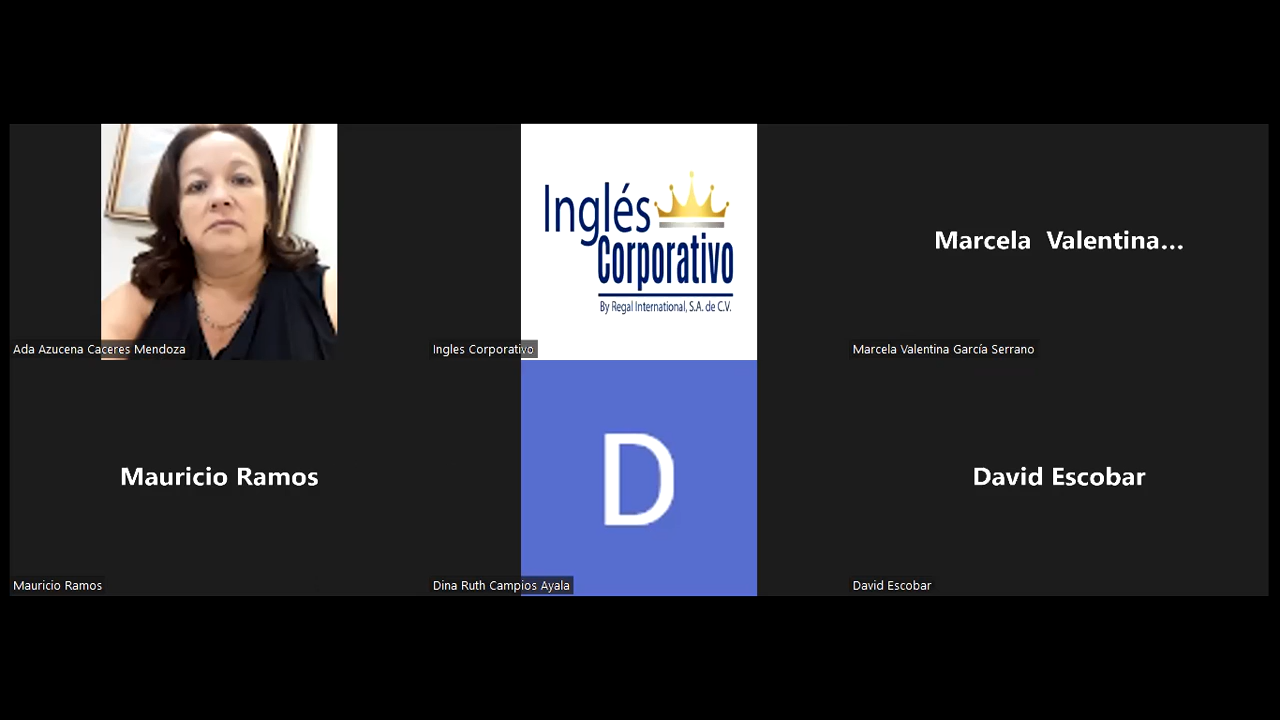 Inglés
Corporativo
By Regal International, S.A. de C.V.
Marcela Valentina...
Ada Azucena Caceres Mendoza
Ingles Corporativo
Marcela Valentina García Serrano
Mauricio Ramos
D
David Escobar
Mauricio Ramos
Dina Ruth Campios Ayala
David Escobar